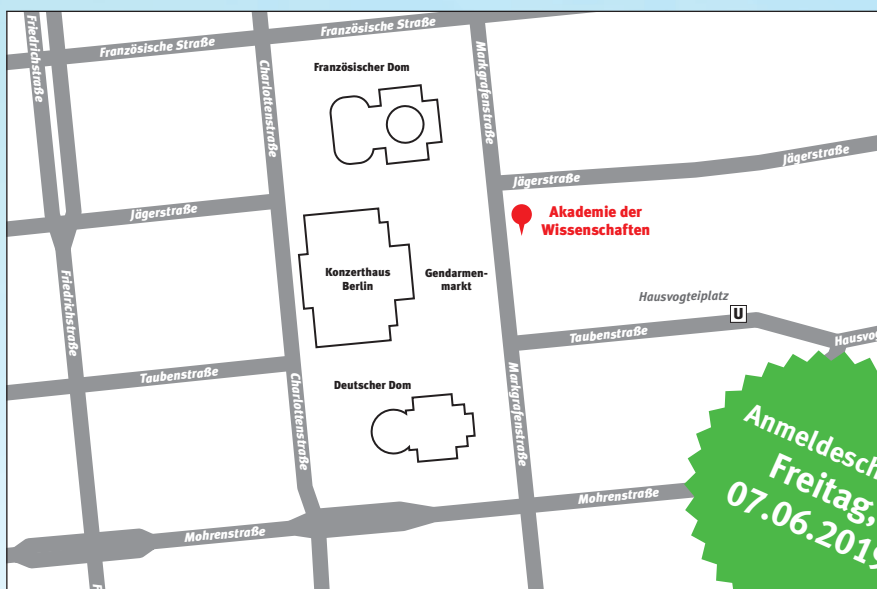 Friedrichstraße
Französische Straße
Französische Straße
Charlottenstraße
Markgrafenstraße
Französischer Dom
Jägerstraße
Jägerstraße
Jägerstraße
Akademie der
Wissenschaften
Konzerthaus
Berlin
Gendarmen-
markt
Friedrichstraße
Hausvogteiplatz
U
Taubenstraße
Hausvog
Taubenstraße
Deutscher Dom
Charlottenstraße
Markgrafenstraße
Anmeldesch
Freitag,
07.06.2019
Mohrenstraße
Mohrenstraße
F